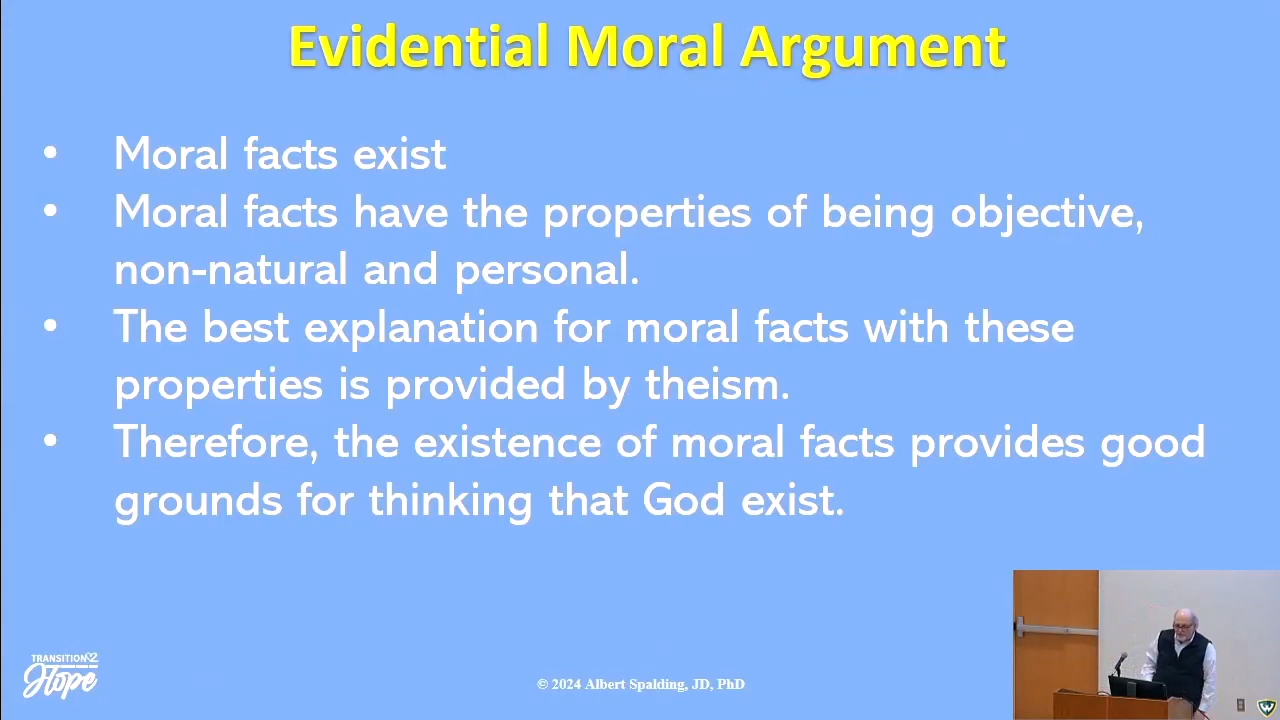 Evidential Moral Argument
• Moral facts exist
• Moral facts have the properties of being objective,
non-natural and personal.
• The best explanation for moral facts with these
properties is provided by theism.
• Therefore, the existence of moral facts provides good
grounds for thinking that God exist.
TRANSITION2
Hope
© 2024 Albert Spalding, JD, PhD
W